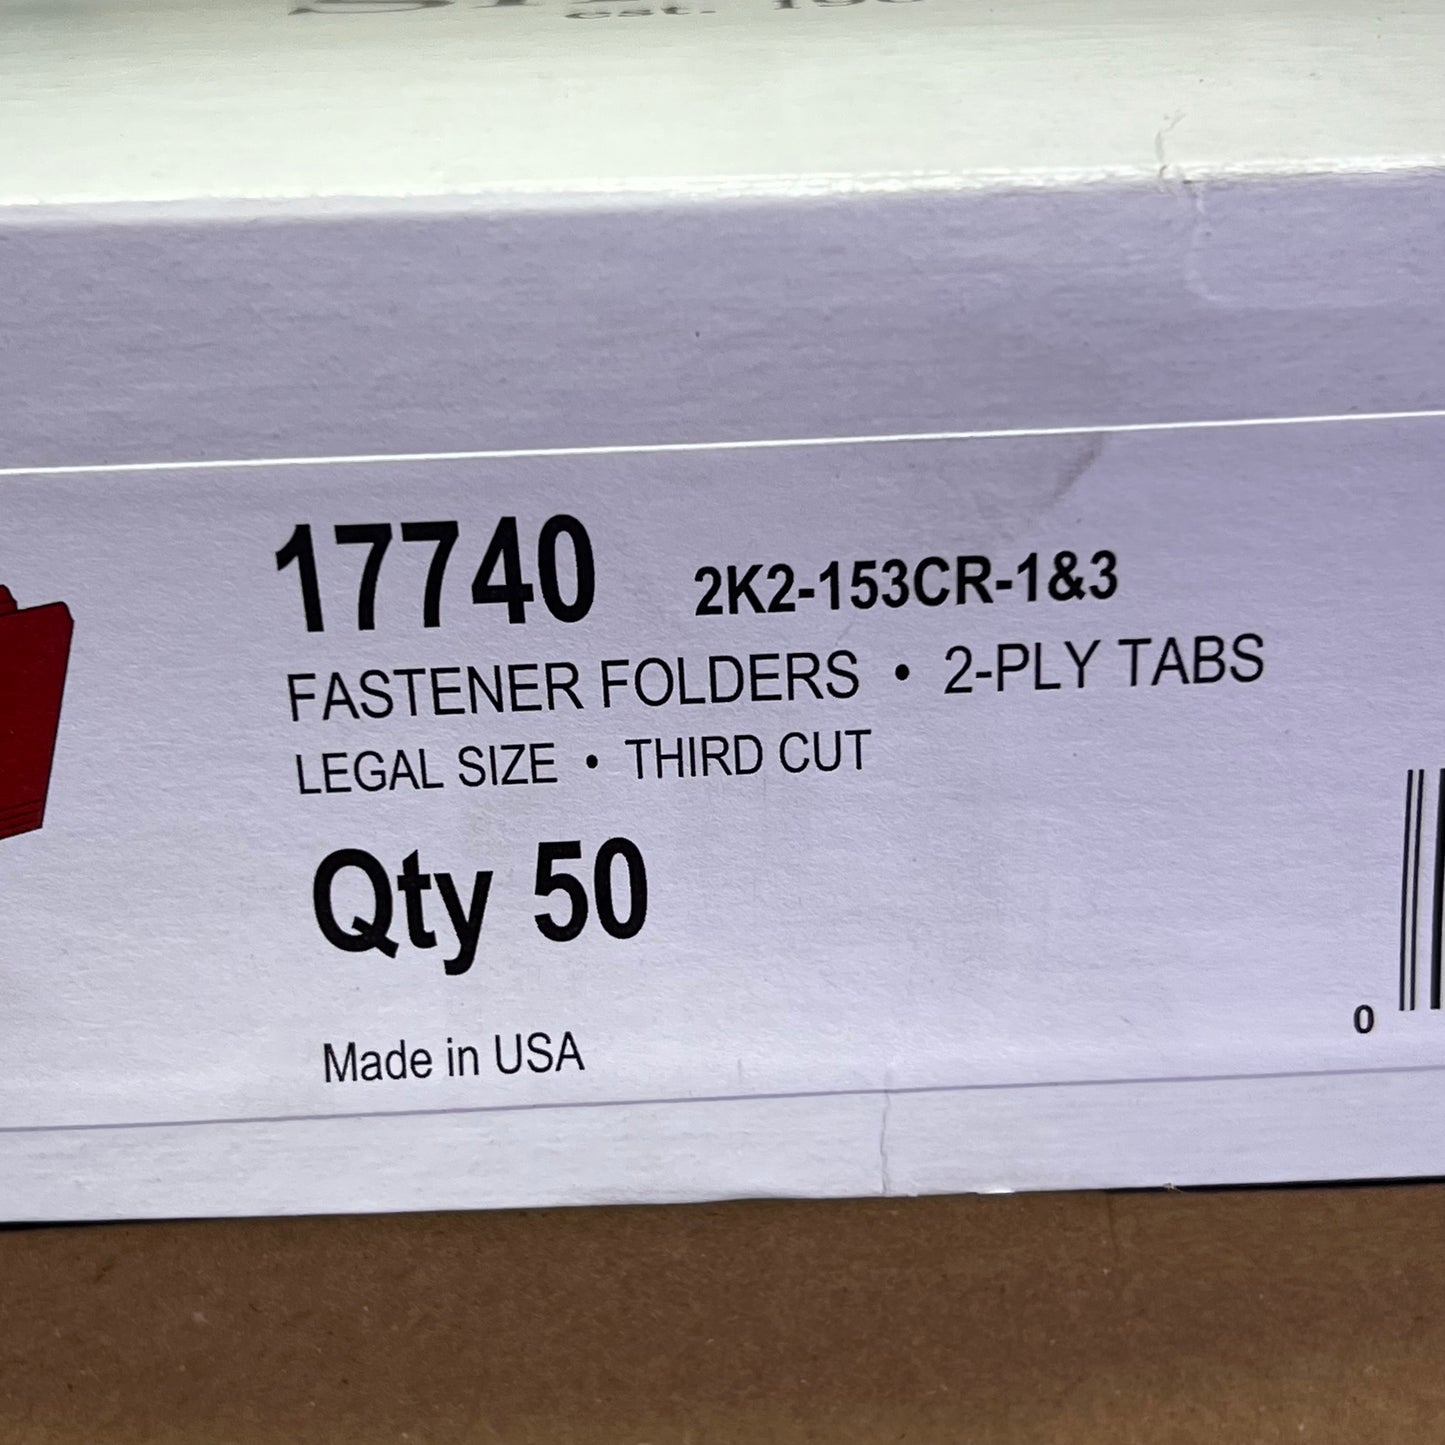 est.
17740 2K2-153CR-1&3
FASTENER FOLDERS • 2-PLY TABS
LEGAL SIZE • THIRD CUT
Qty 50
Made in USA
0